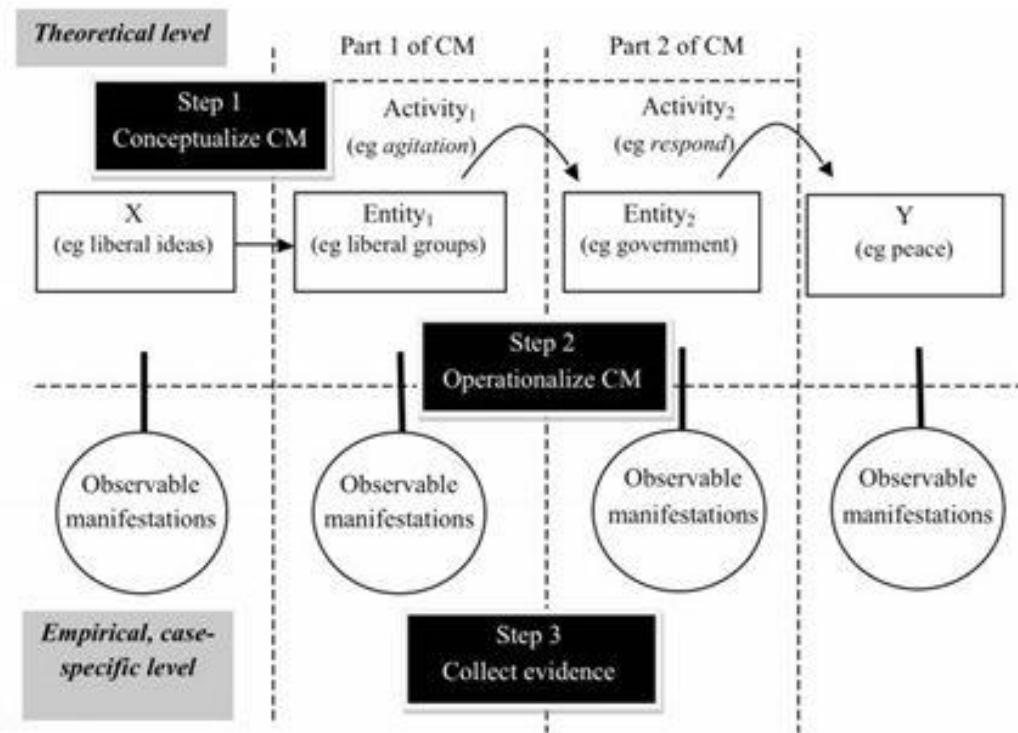 Theoretical level
Part 1 of CM
Part 2 of CM
Step 1
Conceptualize CM
Activity₁
(eg agitation)
Activity₂
(eg respond)
X
(eg liberal ideas)
Entity₁
(eg liberal groups)
Entity₂
(eg government)
Y
(eg peace)
Step 2
Operationalize CM
Observable
manifestations
Observable
manifestations
Observable
manifestations
Observable
manifestations
Empirical, case-
specific level
Step 3
Collect evidence